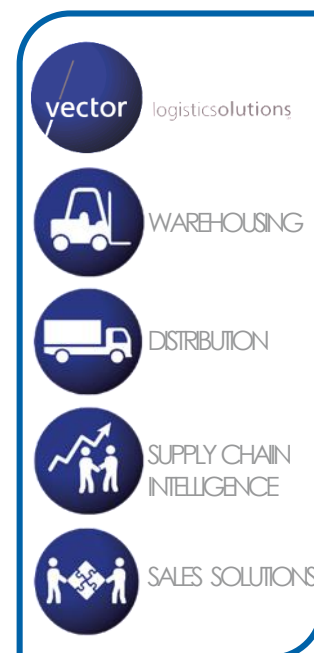 vector logisticsolutions
WAREHOUSING
DISTRIBUTION
SUPPLY CHAIN
INTELLIGENCE
SALES SOLUTIONS